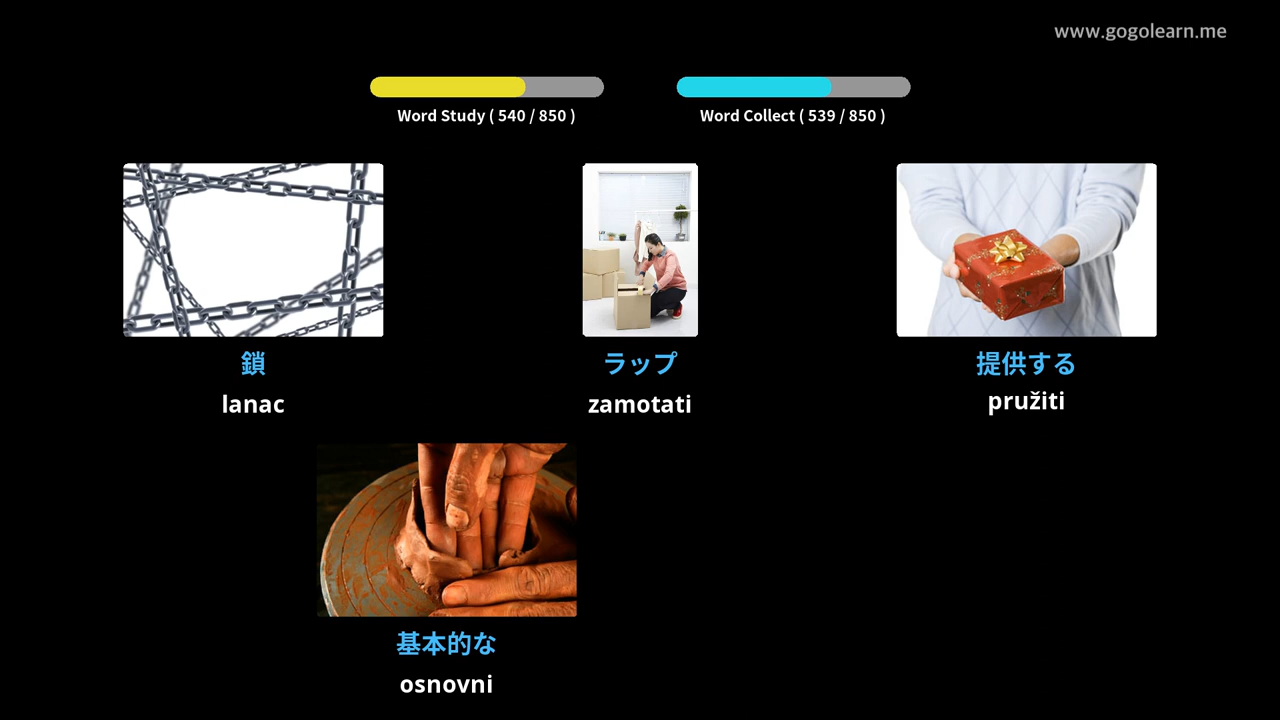 www.gogolearn.me
Word Study ( 540 / 850 )
Word Collect ( 539 / 850 )
鎖
lanac
ラップ
zamotati
提供する
pružiti
基本的な
osnovni